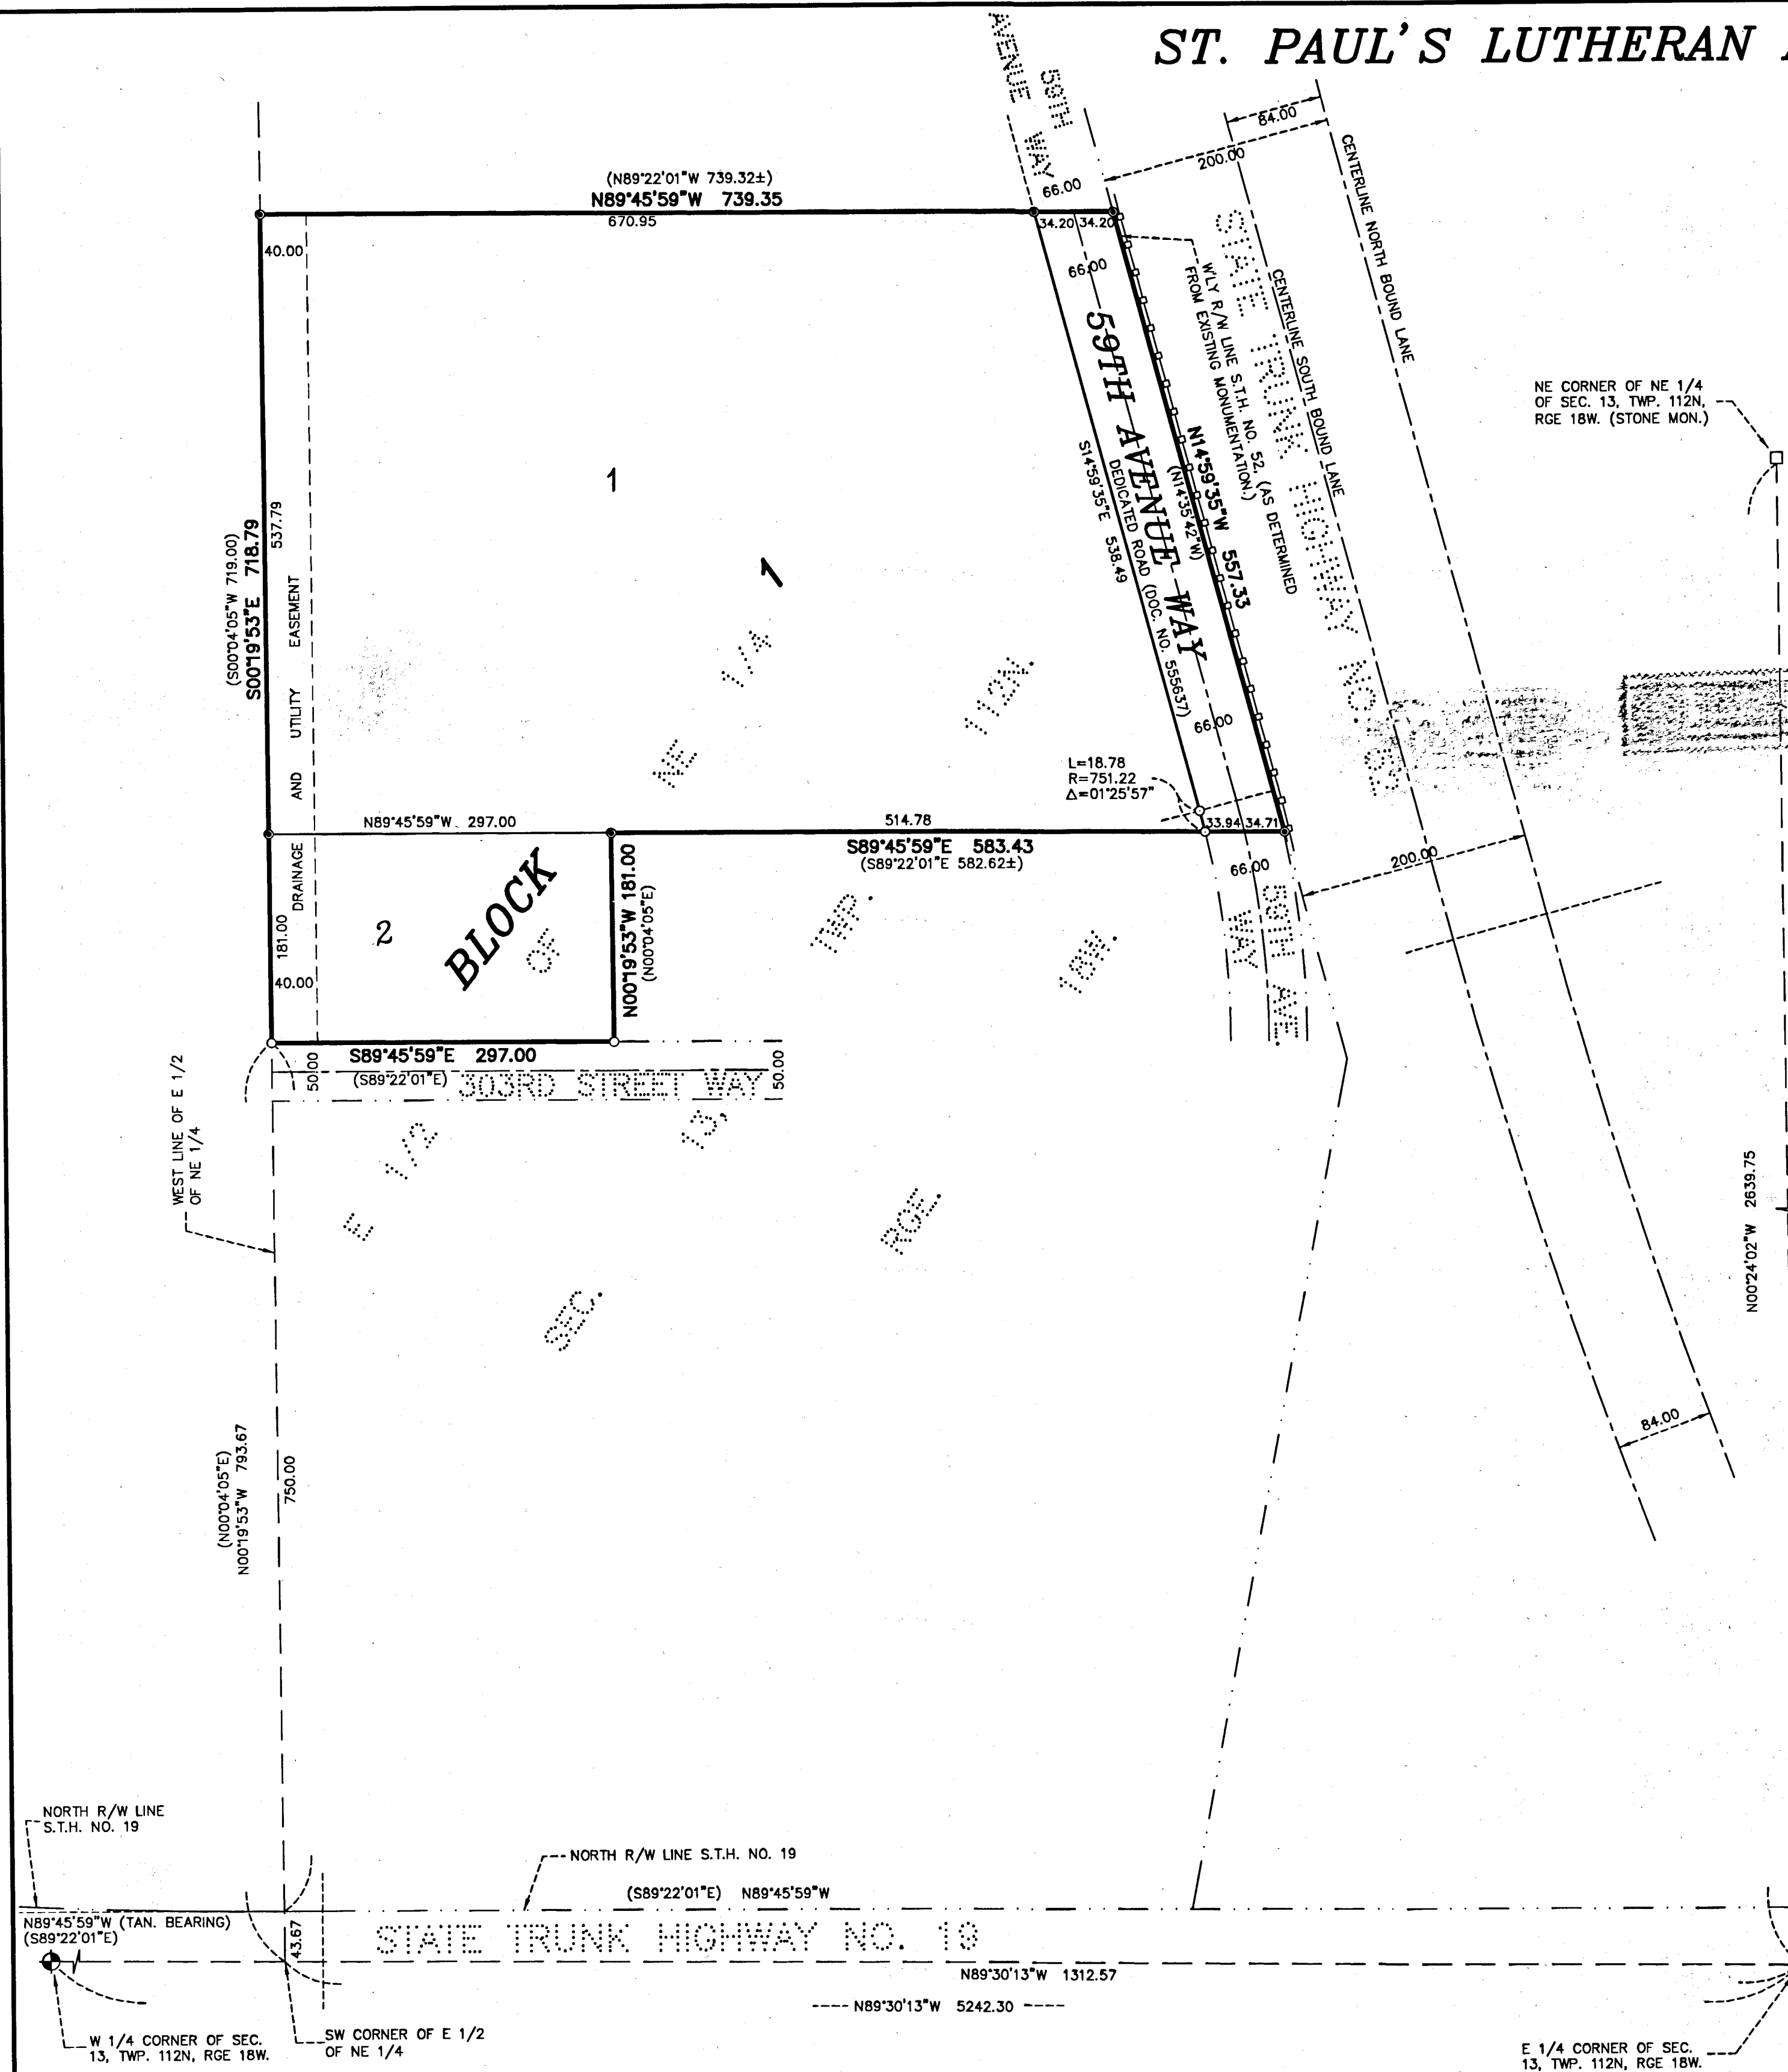 ST. PAUL'S LUTHERAN
AVENUE
59TH
WAY
84.00
200.00
66.00
CENTERLINE NORTH BOUND LANE
(N89°22'01"W 739.32±)
N89°45'59"W 739.35
670.95
34.20 34.20
40.00
66.00
W'LY R/W LINE S.T.H. NO. 52, (AS DETERMINED
FROM EXISTING MONUMENTATION.)
STATE TRUNK HIGHWAY NO. 52
CENTERLINE SOUTH BOUND LANE
59TH AVENUE WAY
DEDICATED ROAD (DOC. NO. 555637)
S14°59'35"E 538.49
N14°59'35"W 557.33
(N14°35'42"W)
NE CORNER OF NE 1/4
OF SEC. 13, TWP. 112N,
RGE 18W. (STONE MON.)
1
1
(S00°04'05"W 719.00)
S00°19'53"E 718.79
537.79
DRAINAGE AND UTILITY EASEMENT
NE 1/4
112N.
66.00
L=18.78
R=751.22
Δ=01°25'57"
N89°45'59"W 297.00
514.78
33.94 34.71
S89°45'59"E 583.43
(S89°22'01"E 582.62±)
66.00
200.00
59TH AVE.
WAY
181.00
40.00
2
BLOCK
OF
N00°19'53"W 181.00
(N00°04'05"E)
TWP.
18W.
S89°45'59"E 297.00
(S89°22'01"E)
50.00
303RD STREET WAY
50.00
WEST LINE OF E 1/2
OF NE 1/4
E 1/2
13,
RGE.
SEC.
N00°24'02"W 2639.75
84.00
(N00°04'05"E)
N00°19'53"W 793.67
750.00
NORTH R/W LINE
S.T.H. NO. 19
NORTH R/W LINE S.T.H. NO. 19
(S89°22'01"E) N89°45'59"W
N89°45'59"W (TAN. BEARING)
(S89°22'01"E)
43.67
STATE TRUNK HIGHWAY NO. 19
N89°30'13"W 1312.57
N89°30'13"W 5242.30
W 1/4 CORNER OF SEC.
13, TWP. 112N, RGE 18W.
SW CORNER OF E 1/2
OF NE 1/4
E 1/4 CORNER OF SEC.
13, TWP. 112N, RGE 18W.